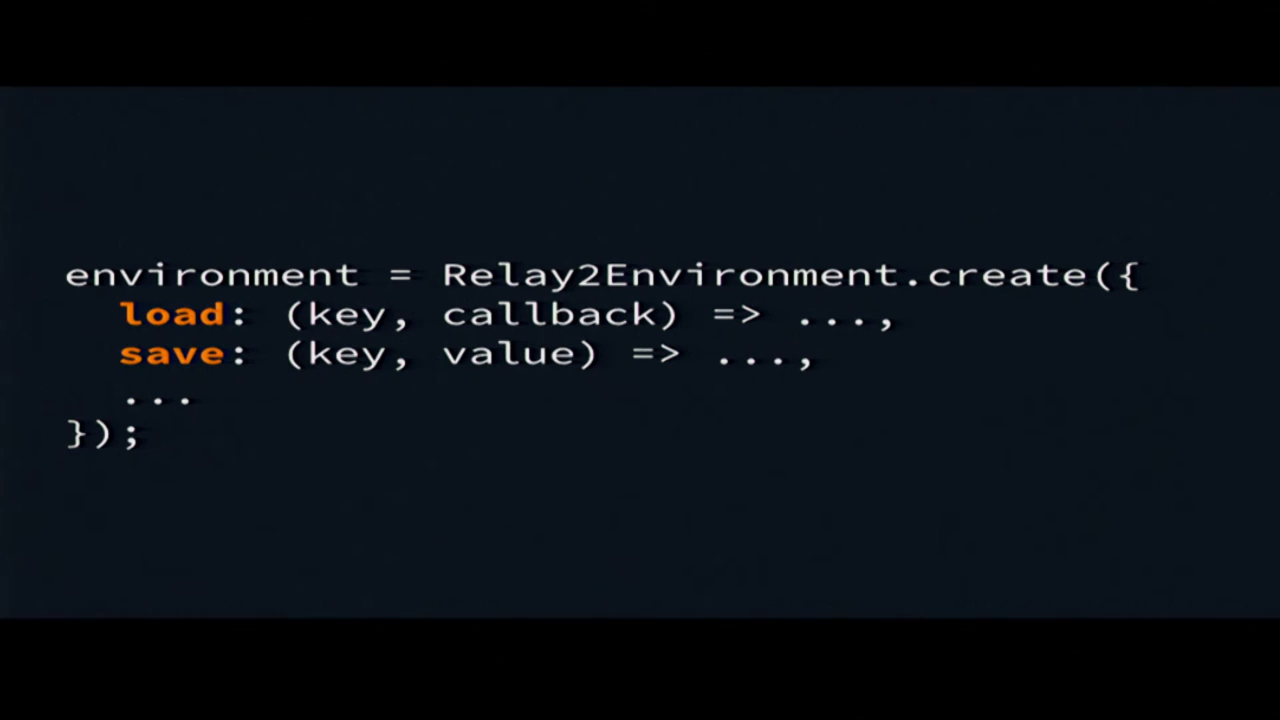 environment = Relay2Environment.create({
  load: (key, callback) => ...,
  save: (key, value) => ...,
  ...
});